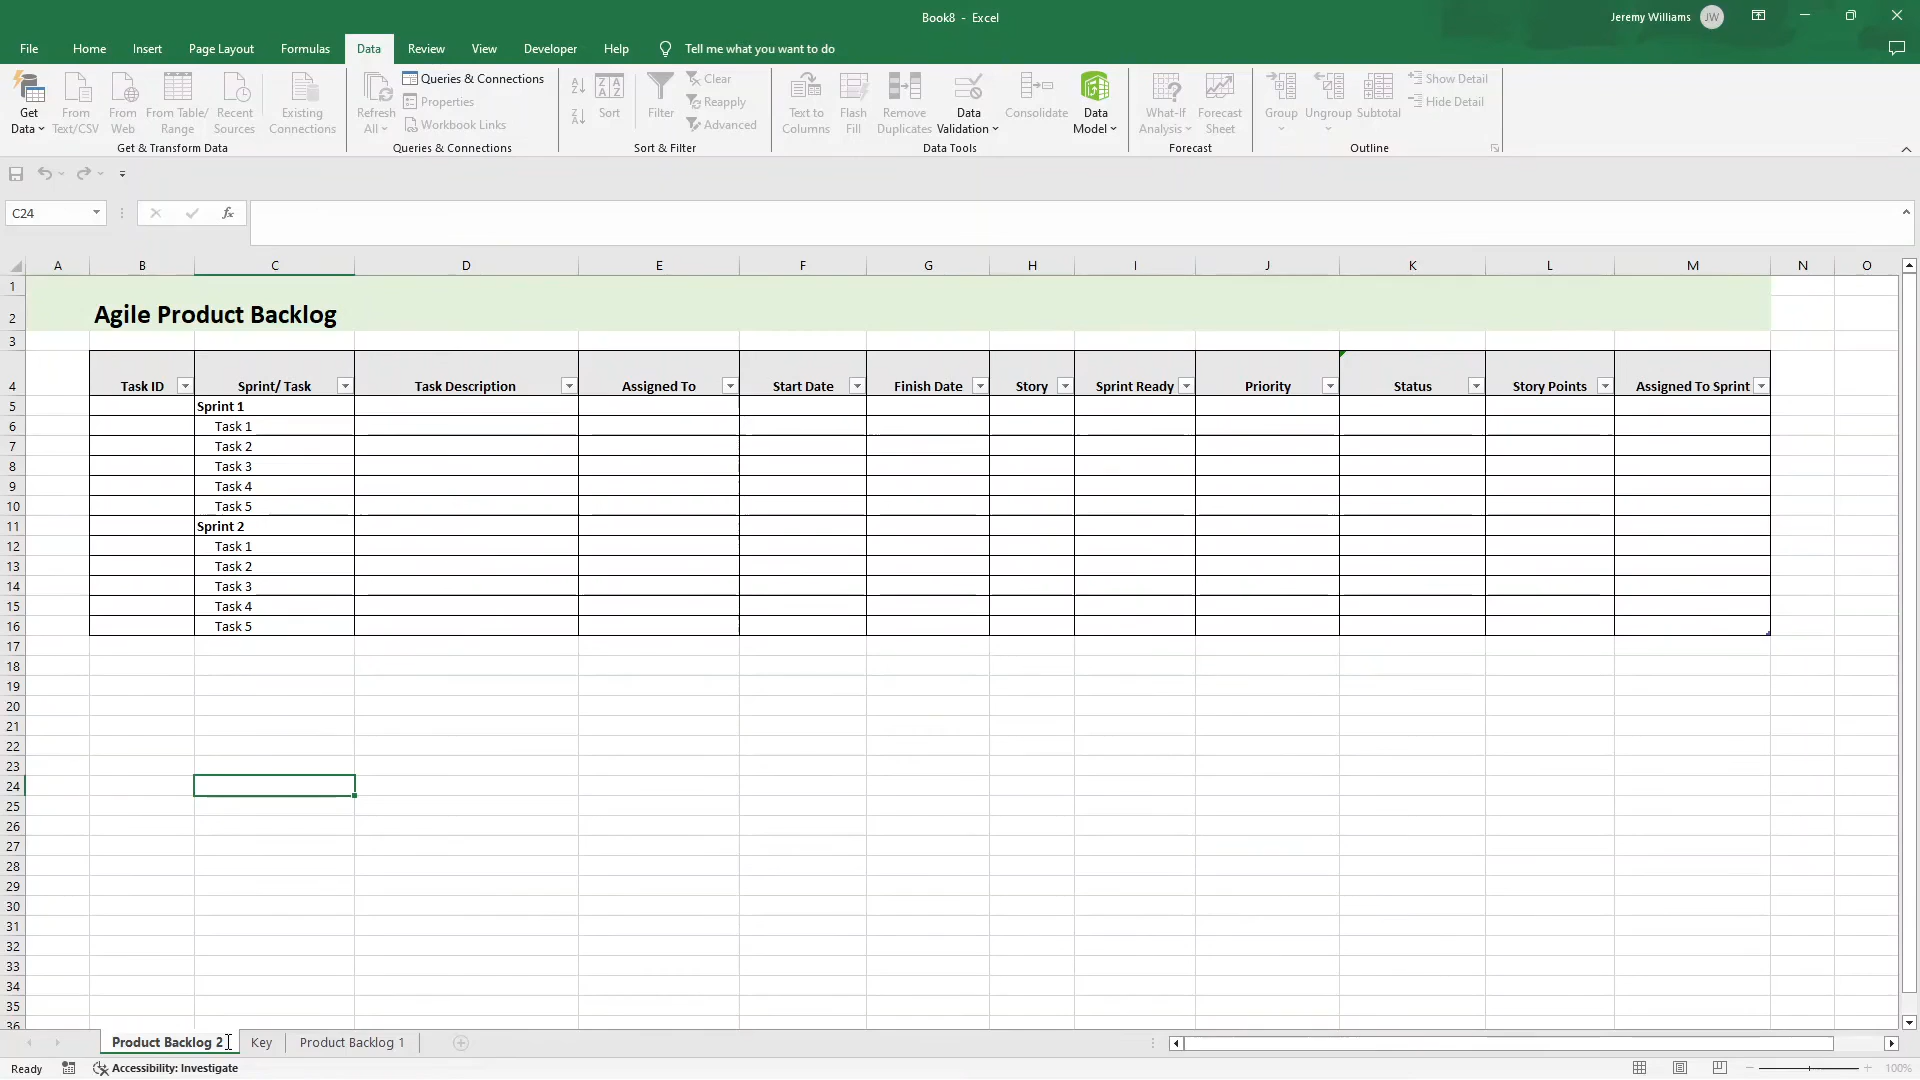 Book8 - Excel
Jeremy Williams JW
File Home Insert Page Layout Formulas Data Review View Developer Help Tell me what you want to do
Get Data
From Text/CSV
From Web
From Table/ Range
Recent Sources
Existing Connections
Get & Transform Data
Refresh All
Queries & Connections
Properties
Workbook Links
Queries & Connections
Sort
Filter
Clear
Reapply
Advanced
Sort & Filter
Text to Columns
Flash Fill
Remove Duplicates
Data Validation
Consolidate
Data Model
Data Tools
What-If Analysis
Forecast Sheet
Forecast
Group
Ungroup
Subtotal
Show Detail
Hide Detail
Outline
C24
fx
A B C D E F G H I J K L M N O
1
2 Agile Product Backlog
3
4 Task ID Sprint/ Task Task Description Assigned To Start Date Finish Date Story Sprint Ready Priority Status Story Points Assigned To Sprint
5 Sprint 1
6 Task 1
7 Task 2
8 Task 3
9 Task 4
10 Task 5
11 Sprint 2
12 Task 1
13 Task 2
14 Task 3
15 Task 4
16 Task 5
17
18
19
20
21
22
23
24
25
26
27
28
29
30
31
32
33
34
35
36
Product Backlog 2 Key Product Backlog 1
Ready Accessibility: Investigate 100%